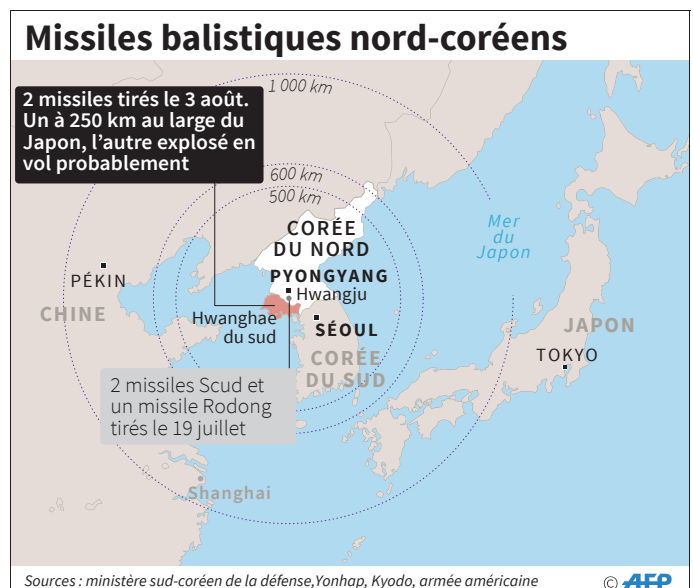 Missiles balistiques nord-coréens
1 000 km
2 missiles tirés le 3 août.
Un à 250 km au large du
Japon, l'autre explosé en
vol probablement
600 km
500 km
CORÉE
DU NORD
Mer
du
Japon
PYONGYANG
PÉKIN
Hwangju
CHINE
Hwanghae
du sud
SÉOUL
JAPON
CORÉE
DU SUD
TOKYO
2 missiles Scud et
un missile Rodong
tirés le 19 juillet
Shanghai
Sources : ministère sud-coréen de la défense,Yonhap, Kyodo, armée américaine
© AFP